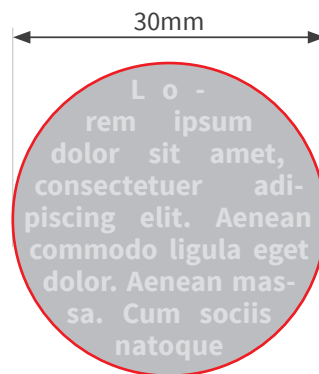 30mm
L o -
rem ipsum
dolor sit amet,
consectetuer adi-
piscing elit. Aenean
commodo ligula eget
dolor. Aenean mas-
sa. Cum sociis
natoque